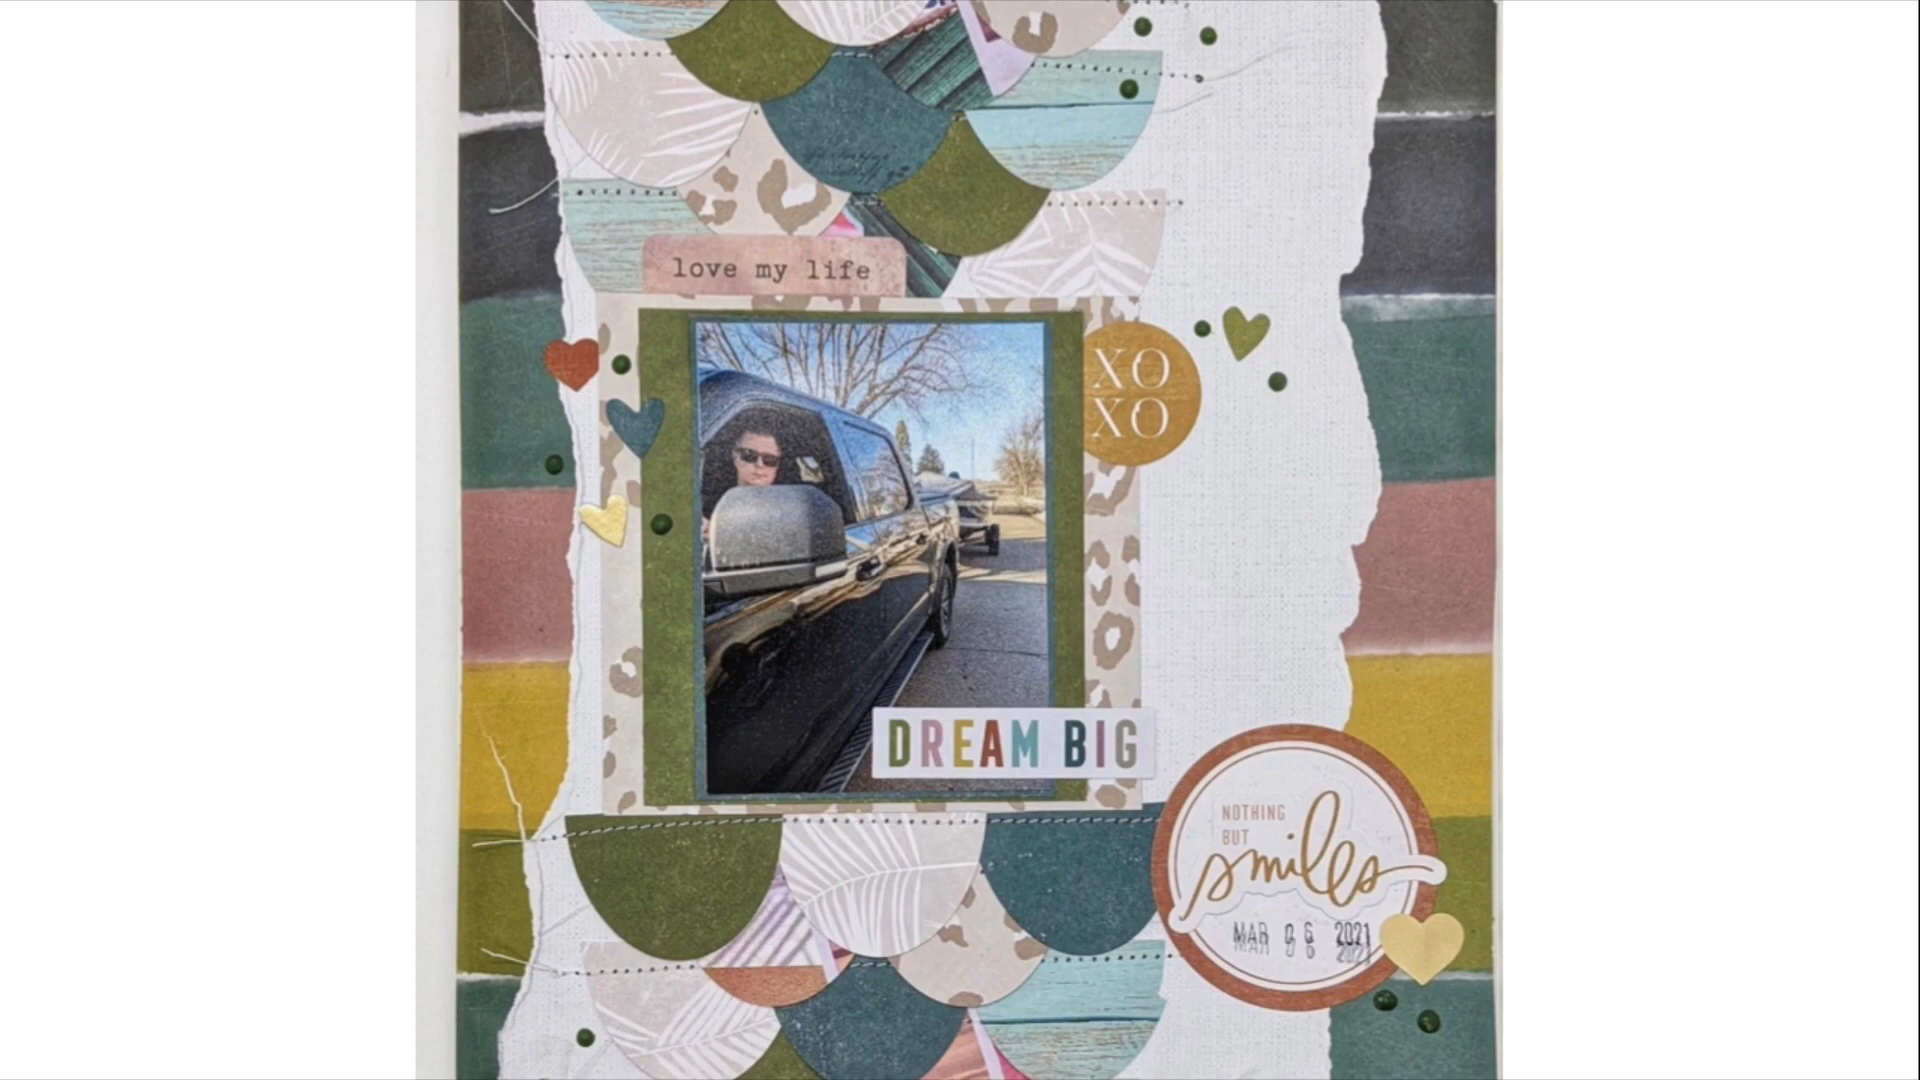 love my life
XO
XO
DREAM BIG
NOTHING
BUT
smiles
MAR 06 2021